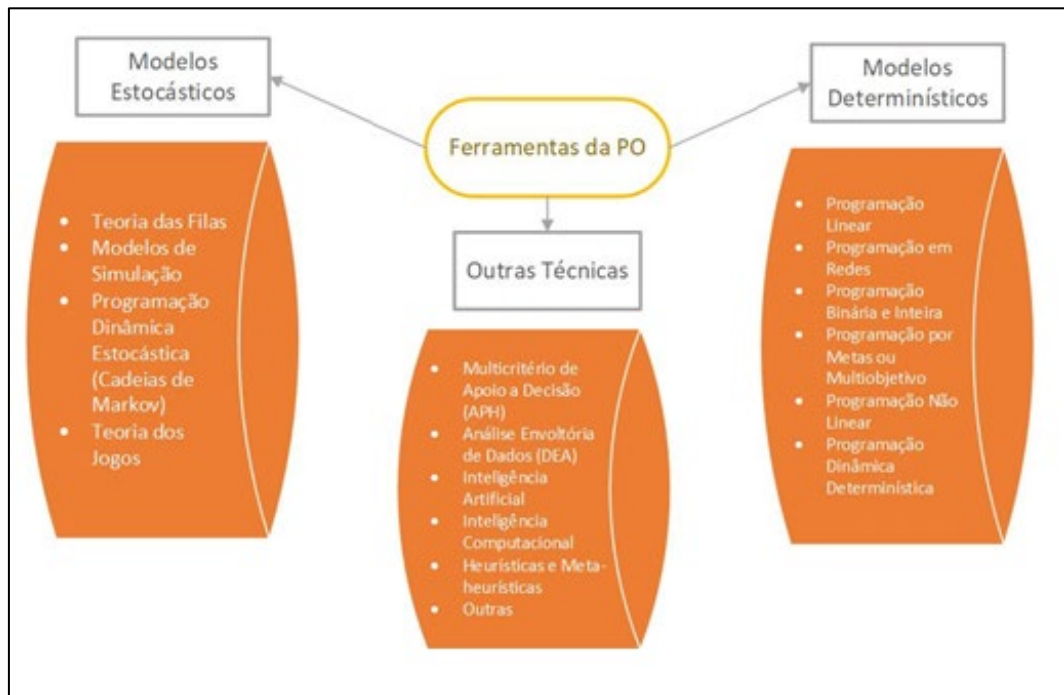 Modelos
Estocásticos
Ferramentas da PO
Modelos
Determinísticos
Outras Técnicas
• Teoria das Filas
• Modelos de
Simulação
• Programação
Dinâmica
Estocástica
(Cadeias de
Markov)
• Teoria dos
Jogos
• Multicritério de
Apoio a Decisão
(APH)
• Análise Envoltória
de Dados (DEA)
• Inteligência
Artificial
• Inteligência
Computacional
• Heurísticas e Meta-
heurísticas
• Outras
• Programação
Linear
• Programação em
Redes
• Programação
Binária e Inteira
• Programação por
Metas ou
Multiobjetivo
• Programação Não
Linear
• Programação
Dinâmica
Determinística